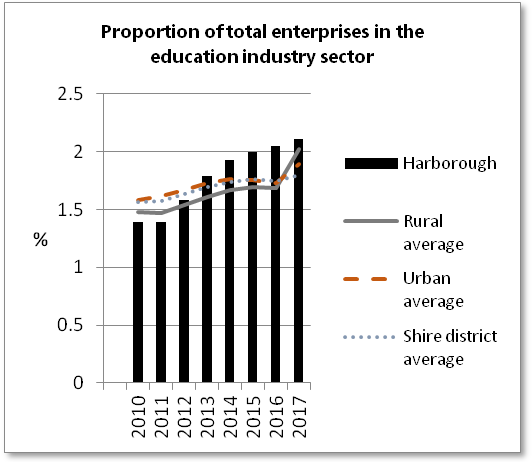 Proportion of total enterprises in the
education industry sector
2.5
2
1.5
1
0.5
0
%
2010
2011
2012
2013
2014
2015
2016
2017
Harborough
Rural
average
Urban
average
Shire district
average